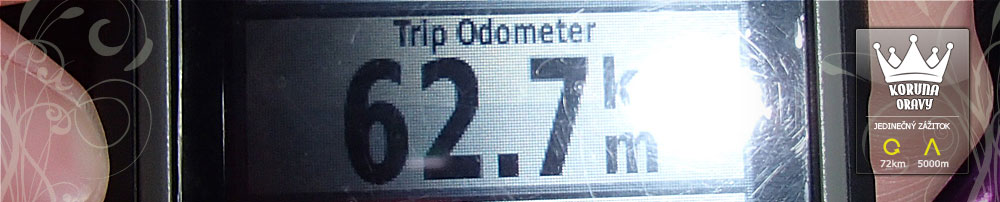 Trip Odometer
62.7 km
KORUNA
ORAVY
JEDINEČNÝ ZÁŽITOK
72km 5000m